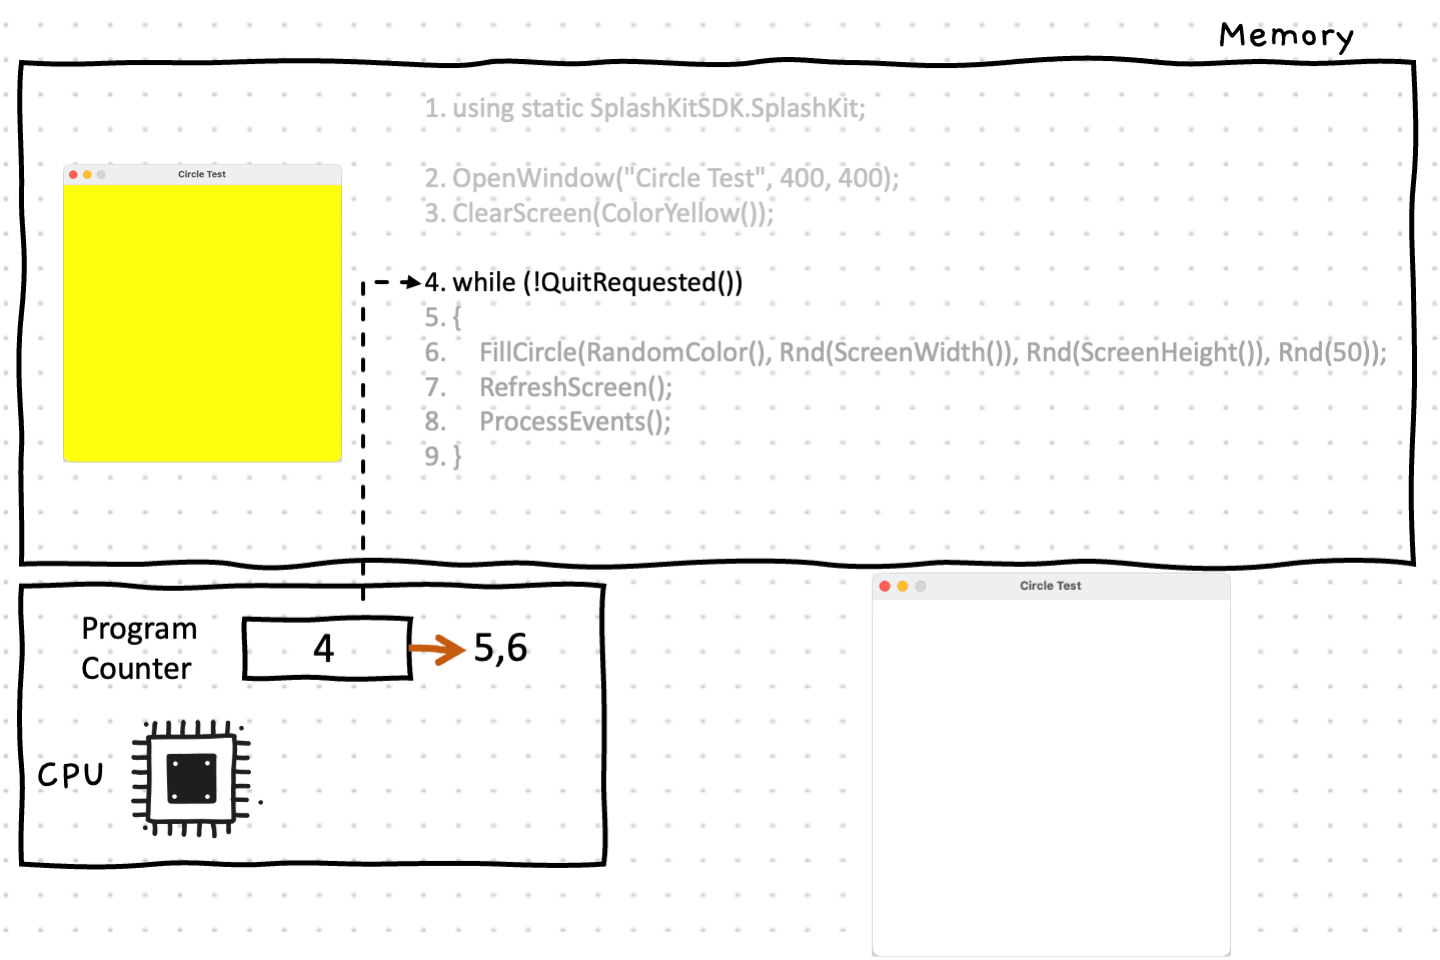 Memory
1. using static SplashKitSDK.SplashKit;
Circle Test
2. OpenWindow("Circle Test", 400, 400);
3. ClearScreen(ColorYellow());
4. while (!QuitRequested())
5. {
6. FillCircle(RandomColor(), Rnd(ScreenWidth()), Rnd(ScreenHeight()), Rnd(50));
7. RefreshScreen();
8. ProcessEvents();
9. }
Program
Counter
4
5,6
CPU
Circle Test